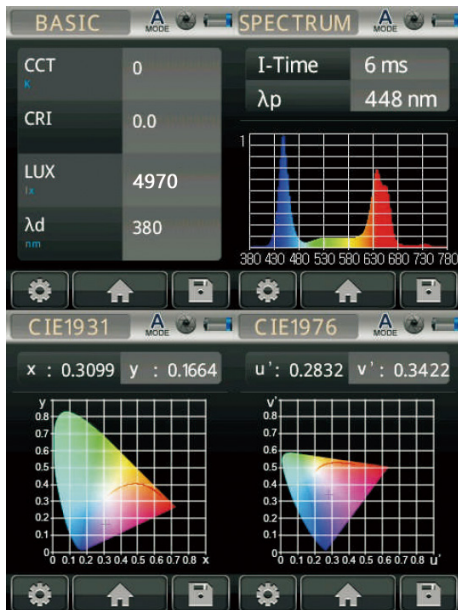 BASIC
A
MODE
CCT
K
0
CRI
0.0
LUX
lx
4970
λd
nm
380
SPECTRUM
A
MODE
I-Time
6 ms
λp
448 nm
1
380 430 480 530 580 630 680 730 780
CIE1931
A
MODE
x : 0.3099
y : 0.1664
y
0.8
0.7
0.6
0.5
0.4
0.3
0.2
0.1
0
0 0.1 0.2 0.3 0.4 0.5 0.6 0.7 0.8 x
CIE1976
A
MODE
u': 0.2832
v': 0.3422
v'
0.8
0.7
0.6
0.5
0.4
0.3
0.2
0.1
0
0 0.1 0.2 0.3 0.4 0.5 0.6 0.7 0.8 u'